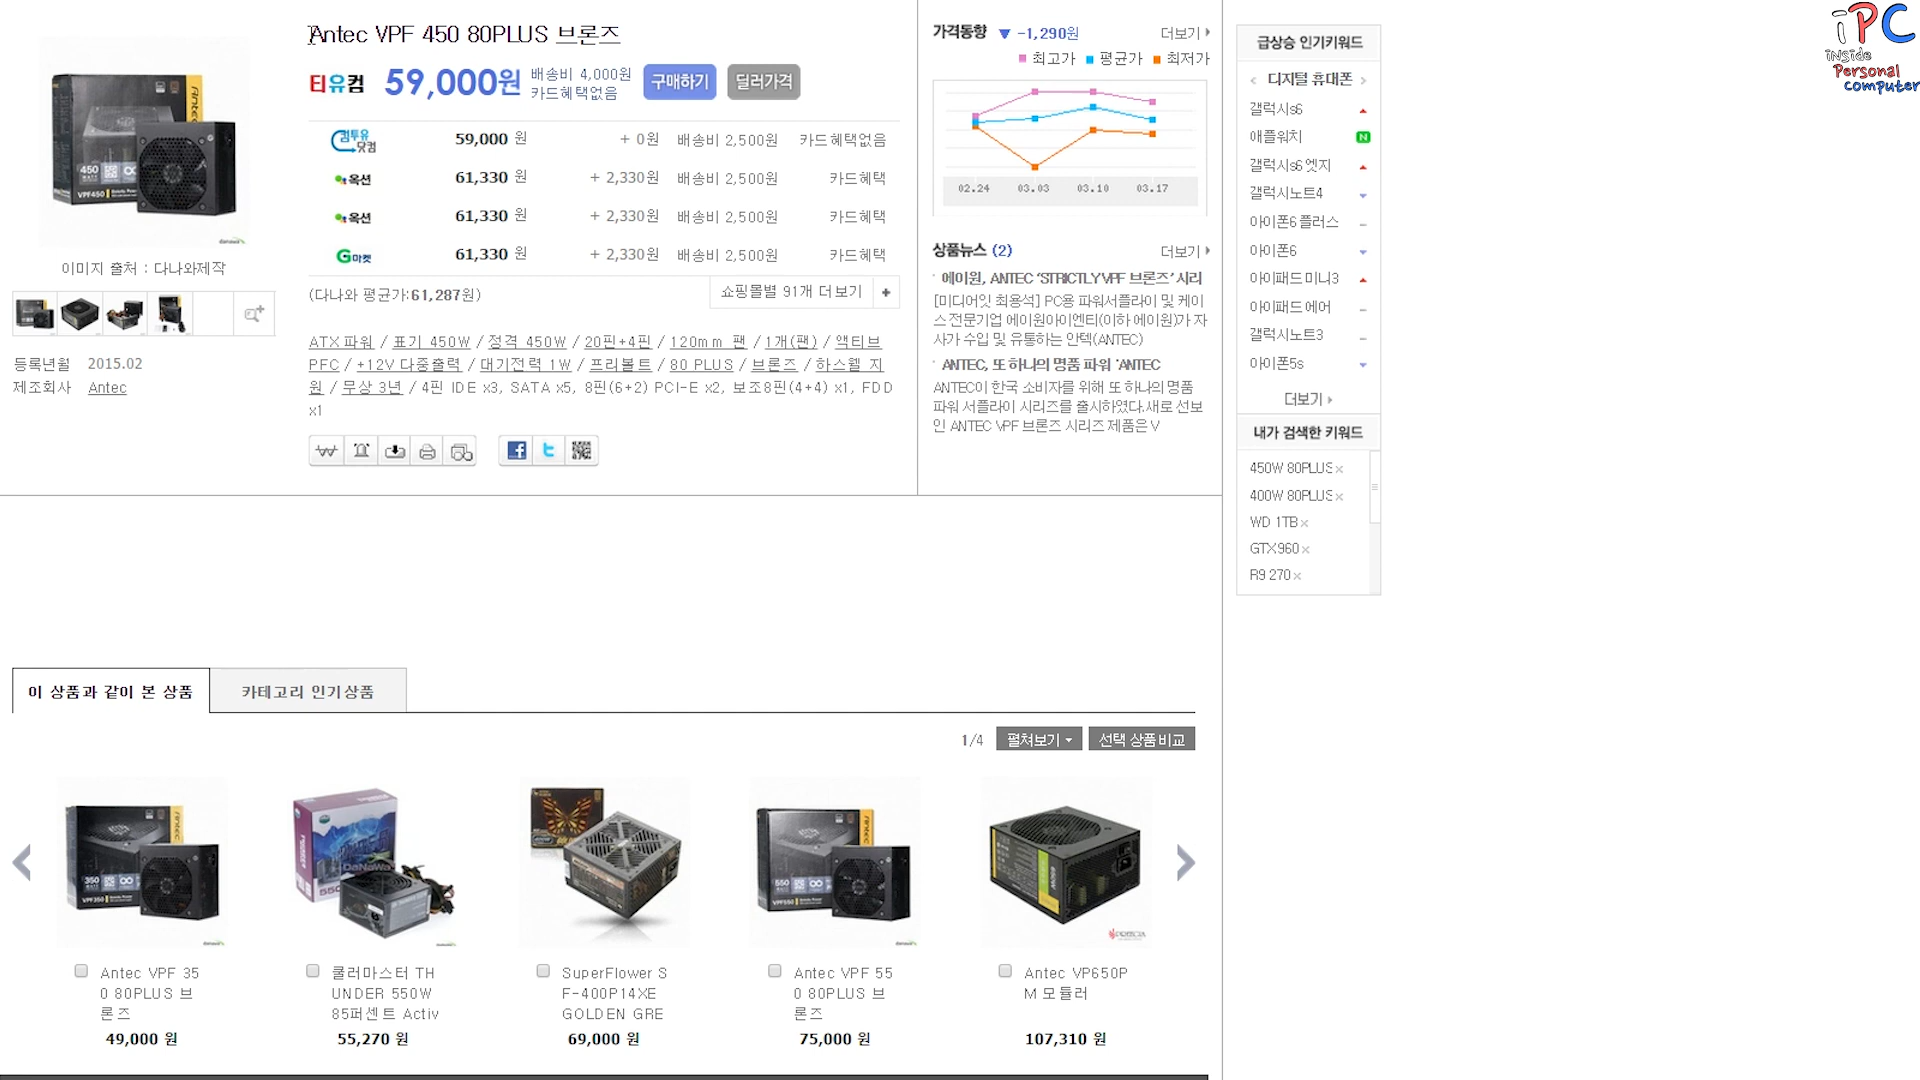 Antec VPF 450 80PLUS 브론즈
티유컴 59,000원 배송비 4,000원 카드혜택없음 구매하기 딜러가격
컴투유닷컴 59,000 원 + 0원 배송비 2,500원 카드혜택없음
옥션 61,330 원 + 2,330원 배송비 2,500원 카드혜택
옥션 61,330 원 + 2,330원 배송비 2,500원 카드혜택
G마켓 61,330 원 + 2,330원 배송비 2,500원 카드혜택
(다나와 평균가:61,287원) 쇼핑몰별 91개 더보기 +
ATX 파워 / 표기 450W / 정격 450W / 20핀+4핀 / 120mm 팬 / 1개(팬) / 액티브
PFC / +12V 다중출력 / 대기전력 1W / 프리볼트 / 80 PLUS / 브론즈 / 하스웰 지
원 / 무상 3년 / 4핀 IDE x3, SATA x5, 8핀(6+2) PCI-E x2, 보조8핀(4+4) x1, FDD
x1
Antec
450
VPF450
danawa
이미지 출처 : 다나와제작
등록년월 2015.02
제조회사 Antec
가격동향 ▼ -1,290원 더보기
최고가 평균가 최저가
02.24 03.03 03.10 03.17
상품뉴스 (2) 더보기
에이원, ANTEC ‘STRICTLY VPF 브론즈’ 시리
[미디어잇 최용석] PC용 파워서플라이 및 케이
스 전문기업 에이원아이엔티(이하 에이원)가 자
사가 수입 및 유통하는 안텍(ANTEC)
ANTEC, 또 하나의 명품 파워 'ANTEC
ANTEC이 한국 소비자를 위해 또 하나의 명품
파워 서플라이 시리즈를 출시하였다.새로 선보
인 ANTEC VPF 브론즈 시리즈 제품은 V
급상승 인기키워드
< 디지털 휴대폰 >
갤럭시s6
애플워치 N
갤럭시s6 엣지
갤럭시노트4
아이폰6 플러스
아이폰6
아이패드 미니3
아이패드 에어
갤럭시노트3
아이폰5s
더보기
내가 검색한 키워드
450W 80PLUS×
400W 80PLUS×
WD 1TB×
GTX960×
R9 270×
iPC
iNside
Personal
Computer
이 상품과 같이 본 상품 카테고리 인기상품
1/4 펼쳐보기 선택 상품비교
Antec VPF 35
0 80PLUS 브
론즈
49,000 원
쿨러마스터 TH
UNDER 550W
85퍼센트 Activ
55,270 원
SuperFlower S
F-400P14XE
GOLDEN GRE
69,000 원
Antec VPF 55
0 80PLUS 브
론즈
75,000 원
Antec VP650P
M 모듈러
107,310 원